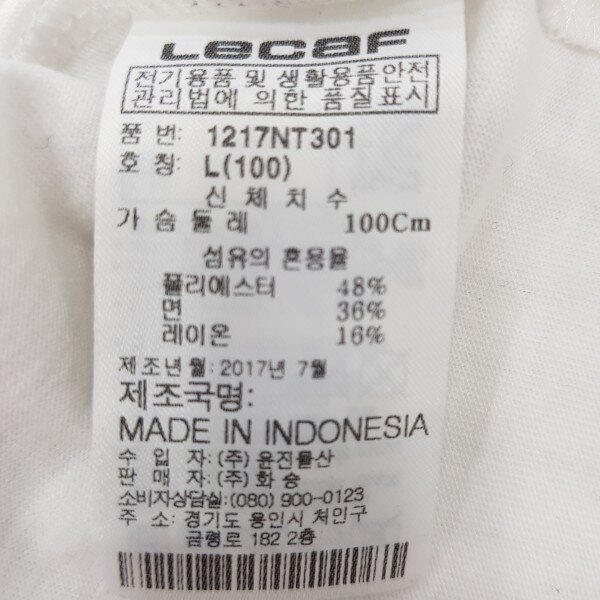 LecaF
전기용품 및 생활용품안전
관리법에 의한 품질표시
품 번: 1217NT301
호 칭: L(100)
신 체 치 수
가 슴 둘 레 100Cm
섬유의 혼용율
폴리에스터 48%
면 36%
레이온 16%
제조년월: 2017년 7월
제조국명:
MADE IN INDONESIA
수 입 자: (주) 윤진물산
판 매 자: (주) 화 승
소비자상담실: (080) 900-0123
주 소: 경기도 용인시 처인구
금령로 182 2층